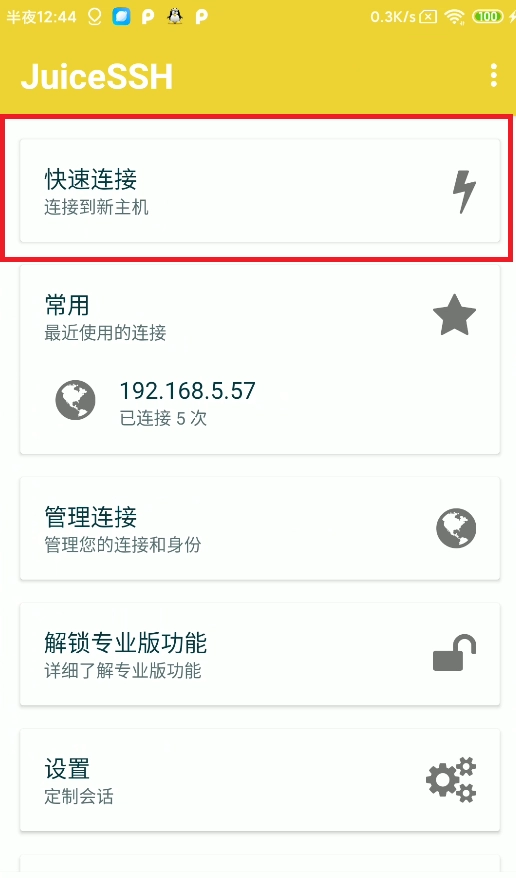 半夜12:44
0.3K/s
100
JuiceSSH
快速连接
连接到新主机
常用
最近使用的连接
192.168.5.57
已连接 5 次
管理连接
管理您的连接和身份
解锁专业版功能
详细了解专业版功能
设置
定制会话